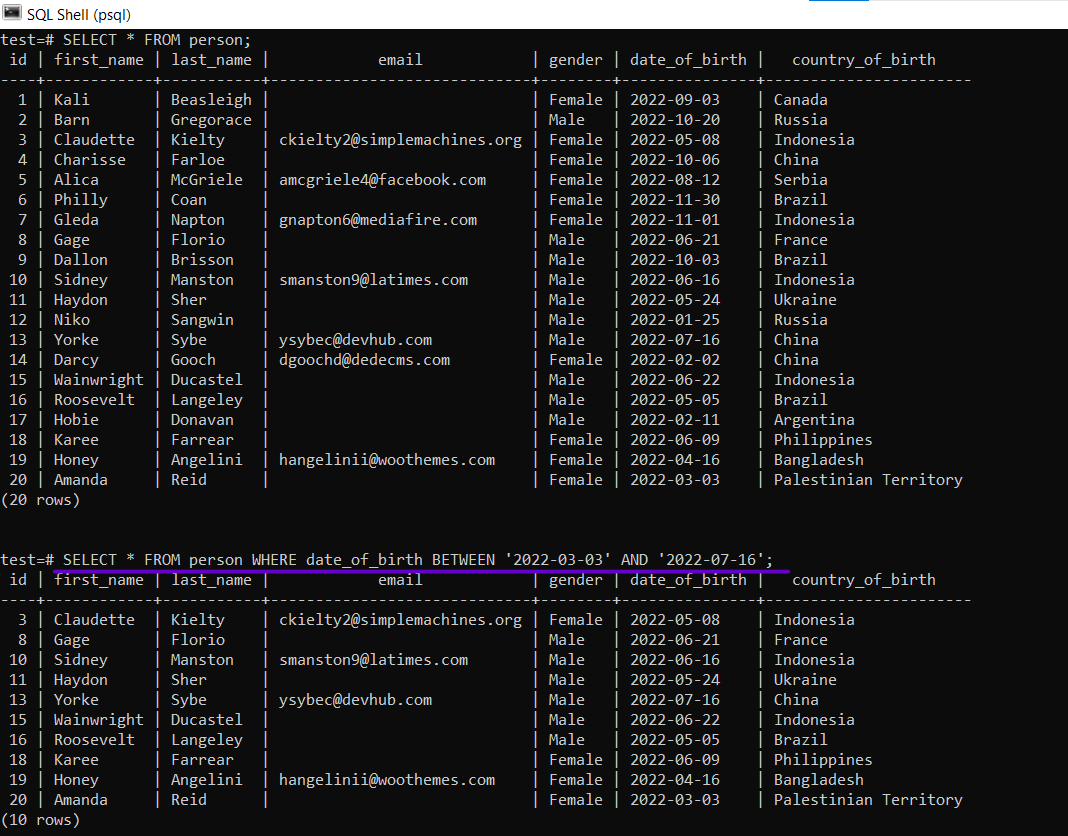 SQL Shell (psql)
test=# SELECT * FROM person;
 id | first_name | last_name |            email            | gender | date_of_birth |   country_of_birth
----+------------+-----------+-----------------------------+--------+---------------+-----------------------
  1 | Kali       | Beasleigh |                             | Female | 2022-09-03    | Canada
  2 | Barn       | Gregorace |                             | Male   | 2022-10-20    | Russia
  3 | Claudette  | Kielty    | ckielty2@simplemachines.org | Female | 2022-05-08    | Indonesia
  4 | Charisse   | Farloe    |                             | Female | 2022-10-06    | China
  5 | Alica      | McGriele  | amcgriele4@facebook.com     | Female | 2022-08-12    | Serbia
  6 | Philly     | Coan      |                             | Female | 2022-11-30    | Brazil
  7 | Gleda      | Napton    | gnapton6@mediafire.com      | Female | 2022-11-01    | Indonesia
  8 | Gage       | Florio    |                             | Male   | 2022-06-21    | France
  9 | Dallon     | Brisson   |                             | Male   | 2022-10-03    | Brazil
 10 | Sidney     | Manston   | smanston9@latimes.com       | Male   | 2022-06-16    | Indonesia
 11 | Haydon     | Sher      |                             | Male   | 2022-05-24    | Ukraine
 12 | Niko       | Sangwin   |                             | Male   | 2022-01-25    | Russia
 13 | Yorke      | Sybe      | ysybec@devhub.com           | Male   | 2022-07-16    | China
 14 | Darcy      | Gooch     | dgoochd@dedecms.com         | Female | 2022-02-02    | China
 15 | Wainwright | Ducastel  |                             | Male   | 2022-06-22    | Indonesia
 16 | Roosevelt  | Langeley  |                             | Male   | 2022-05-05    | Brazil
 17 | Hobie      | Donavan   |                             | Male   | 2022-02-11    | Argentina
 18 | Karee      | Farrear   |                             | Female | 2022-06-09    | Philippines
 19 | Honey      | Angelini  | hangelinii@woothemes.com    | Female | 2022-04-16    | Bangladesh
 20 | Amanda     | Reid      |                             | Female | 2022-03-03    | Palestinian Territory
(20 rows)
test=# SELECT * FROM person WHERE date_of_birth BETWEEN '2022-03-03' AND '2022-07-16';
 id | first_name | last_name |            email            | gender | date_of_birth |   country_of_birth
----+------------+-----------+-----------------------------+--------+---------------+-----------------------
  3 | Claudette  | Kielty    | ckielty2@simplemachines.org | Female | 2022-05-08    | Indonesia
  8 | Gage       | Florio    |                             | Male   | 2022-06-21    | France
 10 | Sidney     | Manston   | smanston9@latimes.com       | Male   | 2022-06-16    | Indonesia
 11 | Haydon     | Sher      |                             | Male   | 2022-05-24    | Ukraine
 13 | Yorke      | Sybe      | ysybec@devhub.com           | Male   | 2022-07-16    | China
 15 | Wainwright | Ducastel  |                             | Male   | 2022-06-22    | Indonesia
 16 | Roosevelt  | Langeley  |                             | Male   | 2022-05-05    | Brazil
 18 | Karee      | Farrear   |                             | Female | 2022-06-09    | Philippines
 19 | Honey      | Angelini  | hangelinii@woothemes.com    | Female | 2022-04-16    | Bangladesh
 20 | Amanda     | Reid      |                             | Female | 2022-03-03    | Palestinian Territory
(10 rows)